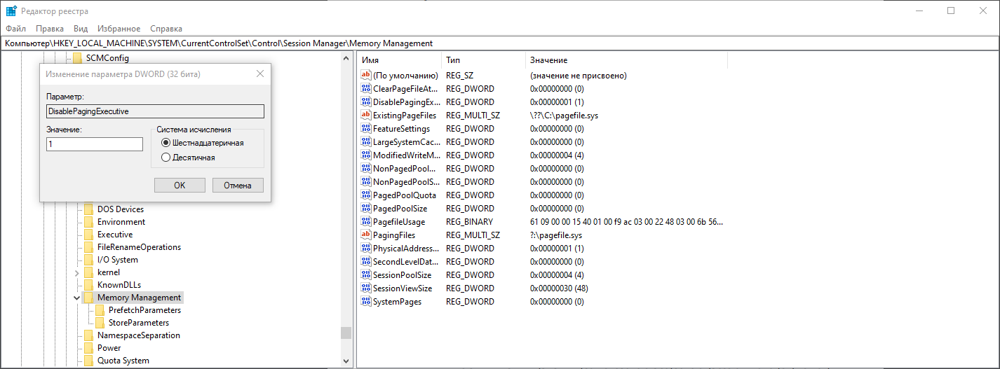 Редактор реестра
Файл Правка Вид Избранное Справка
Компьютер\HKEY_LOCAL_MACHINE\SYSTEM\CurrentControlSet\Control\Session Manager\Memory Management
SCMConfig
Изменение параметра DWORD (32 бита)
Параметр:
DisablePagingExecutive
Значение:
1
Система исчисления
Шестнадцатеричная
Десятичная
OK Отмена
DOS Devices
Environment
Executive
FileRenameOperations
I/O System
kernel
KnownDLLs
Memory Management
PrefetchParameters
StoreParameters
NamespaceSeparation
Power
Quota System
Имя Тип Значение
(По умолчанию) REG_SZ (значение не присвоено)
ClearPageFileAt... REG_DWORD 0x00000000 (0)
DisablePagingEx... REG_DWORD 0x00000001 (1)
ExistingPageFiles REG_MULTI_SZ \??\C:\pagefile.sys
FeatureSettings REG_DWORD 0x00000000 (0)
LargeSystemCac... REG_DWORD 0x00000000 (0)
ModifiedWriteM... REG_DWORD 0x00000004 (4)
NonPagedPool... REG_DWORD 0x00000000 (0)
NonPagedPoolS... REG_DWORD 0x00000000 (0)
PagedPoolQuota REG_DWORD 0x00000000 (0)
PagedPoolSize REG_DWORD 0x00000000 (0)
PagefileUsage REG_BINARY 61 09 00 00 15 40 01 00 f9 ac 03 00 22 48 03 00 6b 56...
PagingFiles REG_MULTI_SZ ?:\pagefile.sys
PhysicalAddress... REG_DWORD 0x00000001 (1)
SecondLevelDat... REG_DWORD 0x00000000 (0)
SessionPoolSize REG_DWORD 0x00000004 (4)
SessionViewSize REG_DWORD 0x00000030 (48)
SystemPages REG_DWORD 0x00000000 (0)